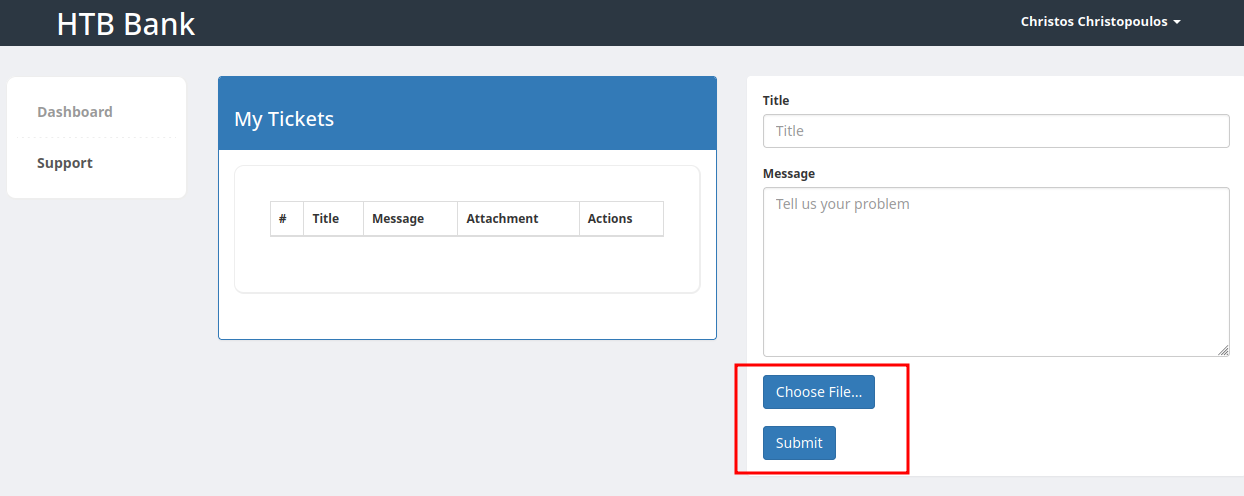 HTB Bank
Christos Christopoulos
Dashboard
Support
My Tickets
# Title Message Attachment Actions
Title
Title
Message
Tell us your problem
Choose File...
Submit